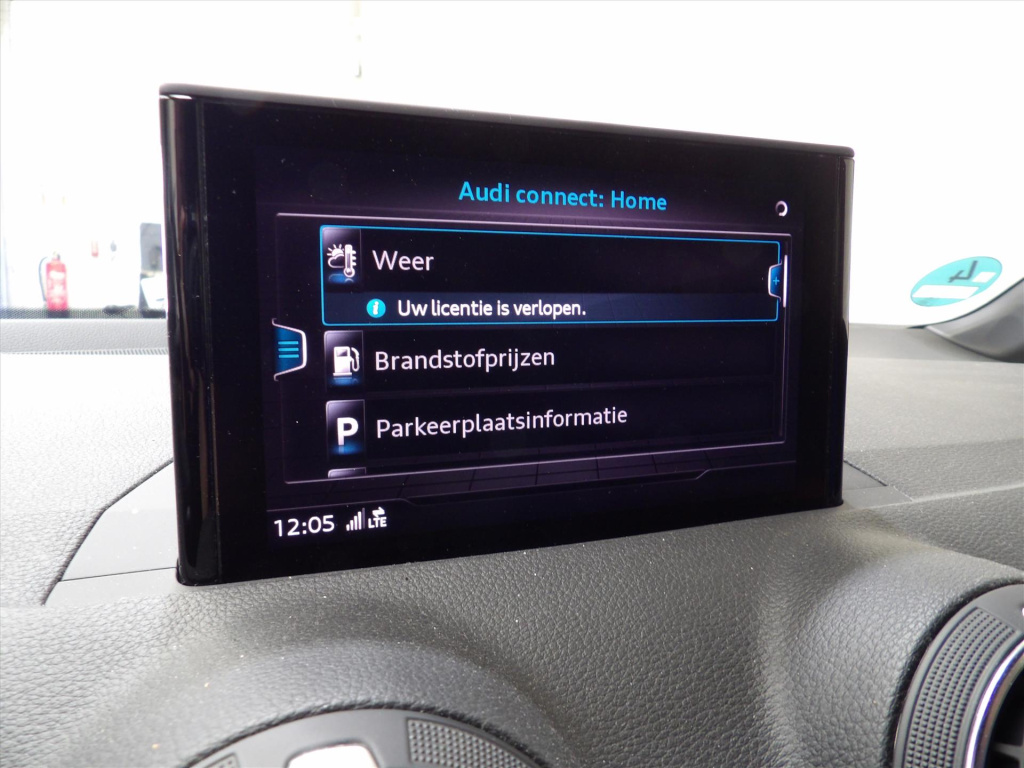 Audi connect: Home
Weer
Uw licentie is verlopen.
Brandstofprijzen
P Parkeerplaatsinformatie
12:05 LTE